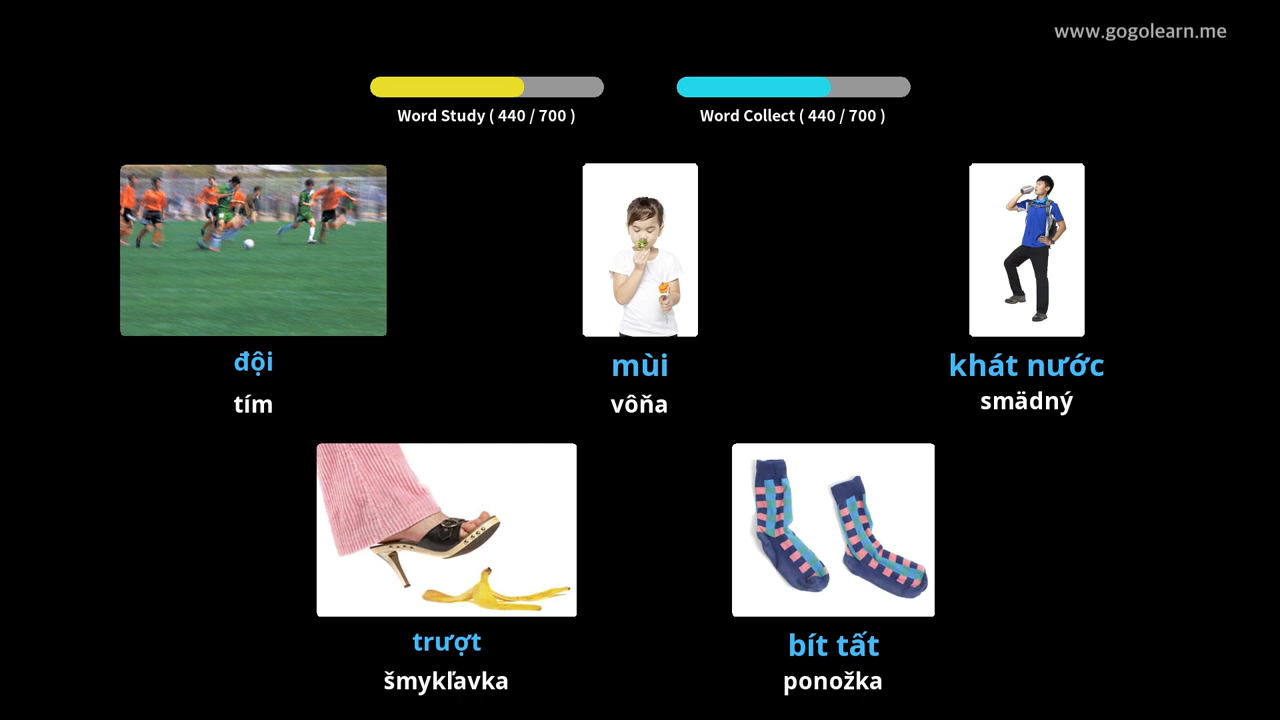 www.gogolearn.me
Word Study ( 440 / 700 )
Word Collect ( 440 / 700 )
đội
tím
mùi
vôňa
khát nước
smädný
trượt
šmykľavka
bít tất
ponožka